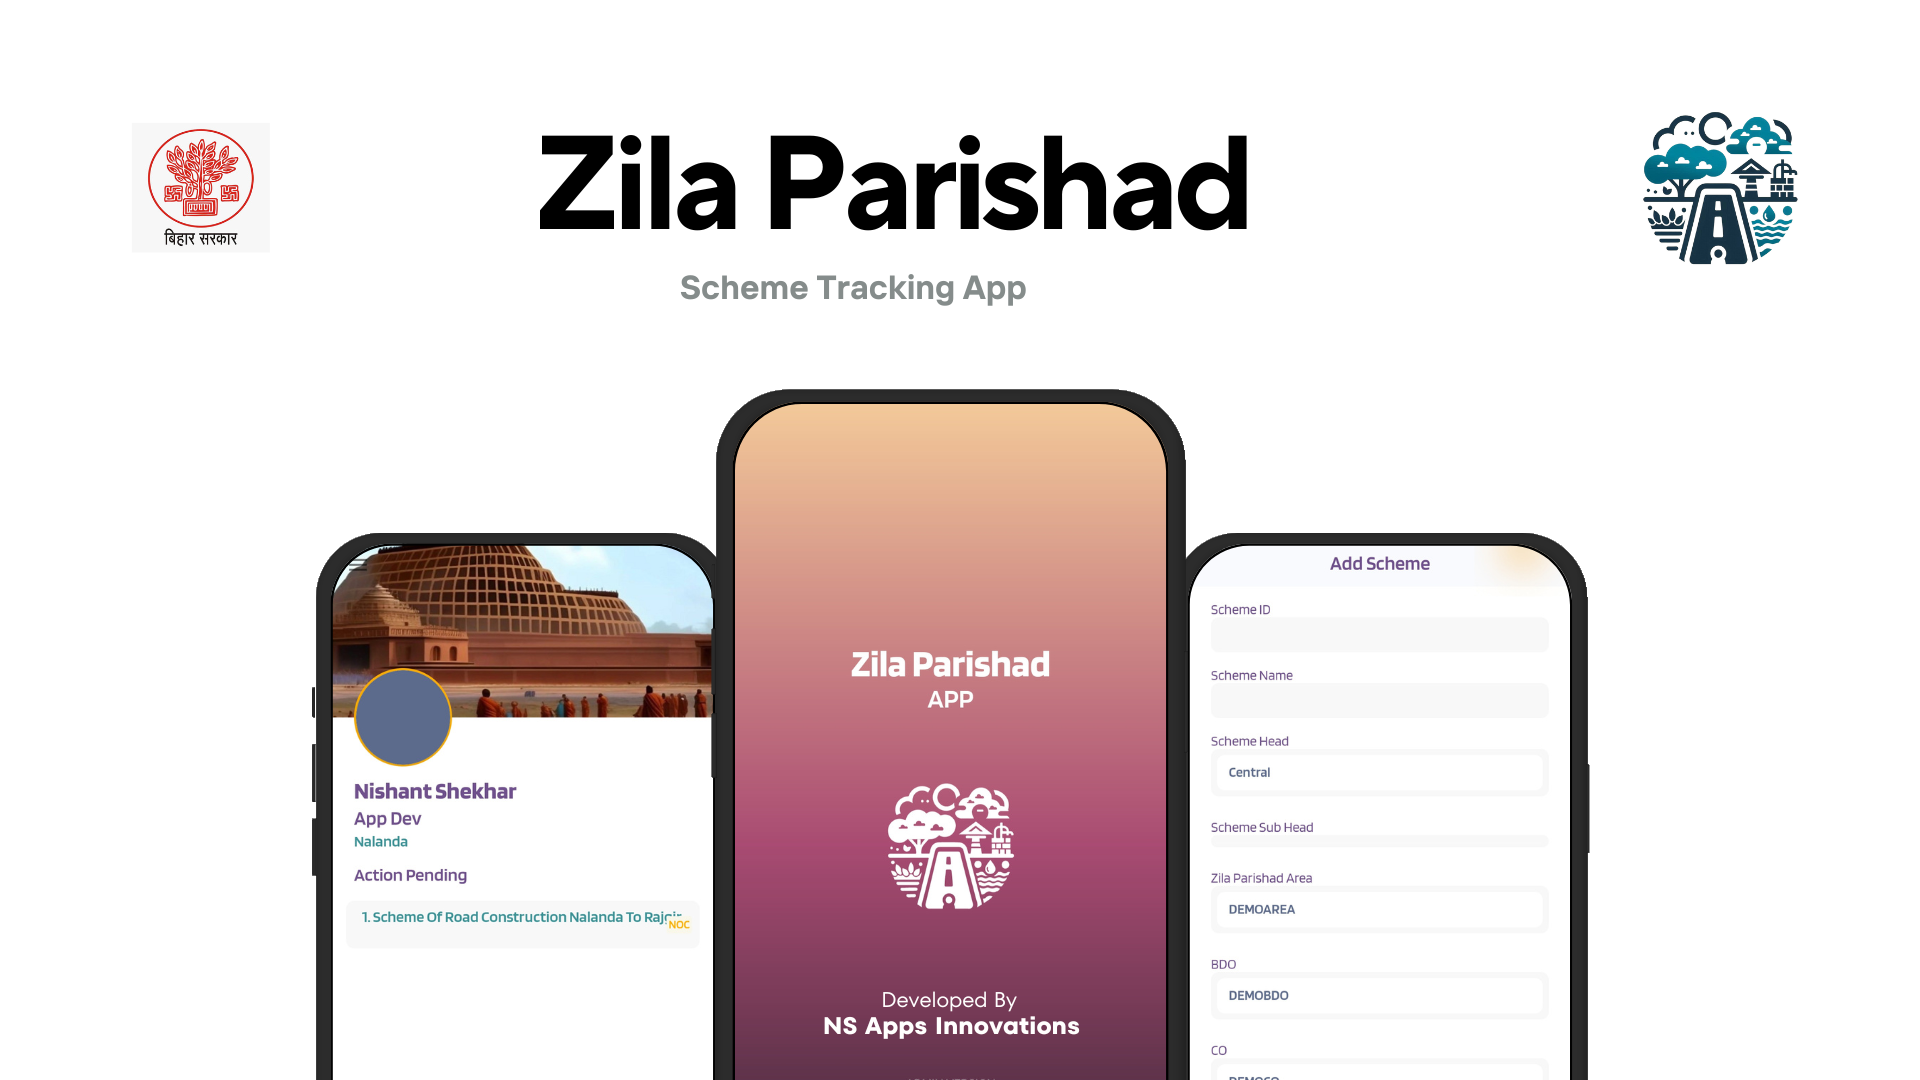 Zila Parishad
Scheme Tracking App
बिहार सरकार
Nishant Shekhar
App Dev
Nalanda
Action Pending
1. Scheme Of Road Construction Nalanda To Rajgir
NOC
Zila Parishad
APP
Developed By
NS Apps Innovations
Add Scheme
Scheme ID
Scheme Name
Scheme Head
Central
Scheme Sub Head
Zila Parishad Area
DEMOAREA
BDO
DEMOBDO
CO